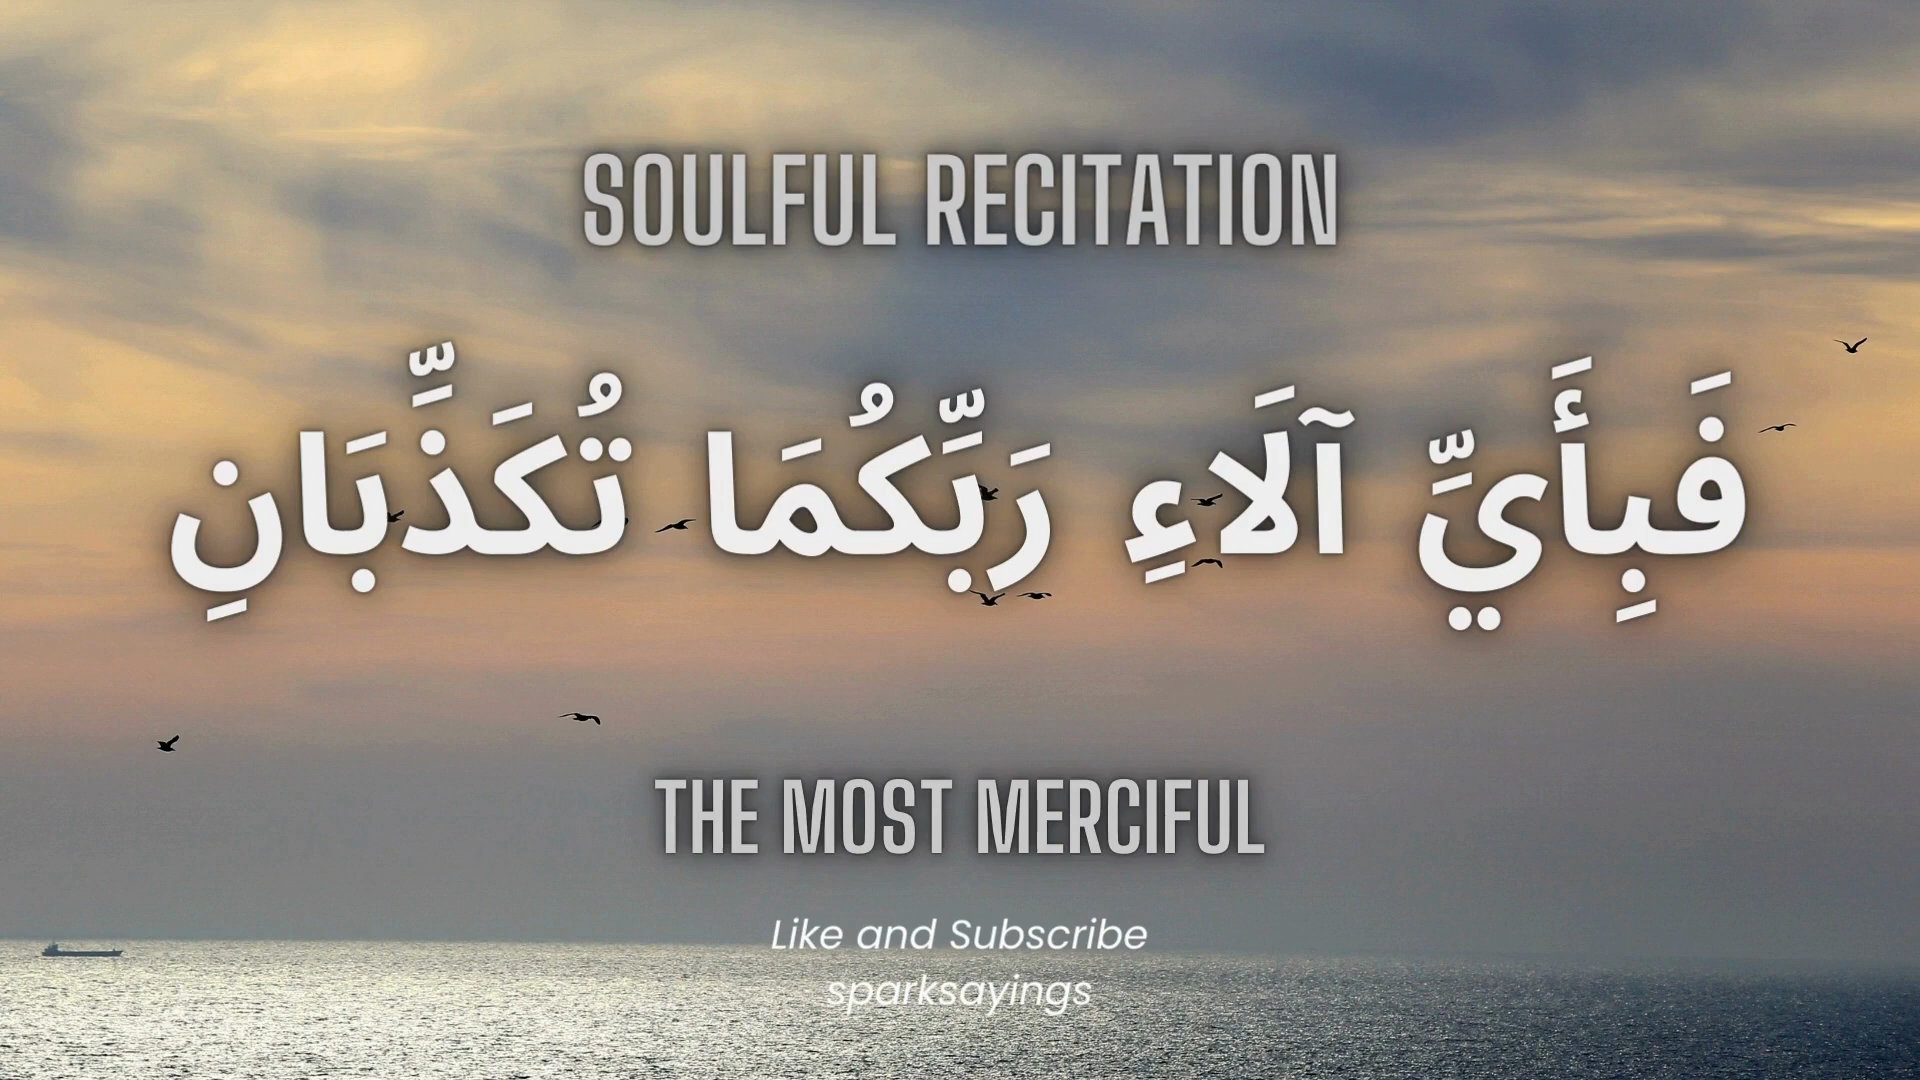 SOULFUL RECITATION
فَبِأَيِّ آلَاءِ رَبِّكُمَا تُكَذِّبَانِ
THE MOST MERCIFUL
Like and Subscribe
sparksayings